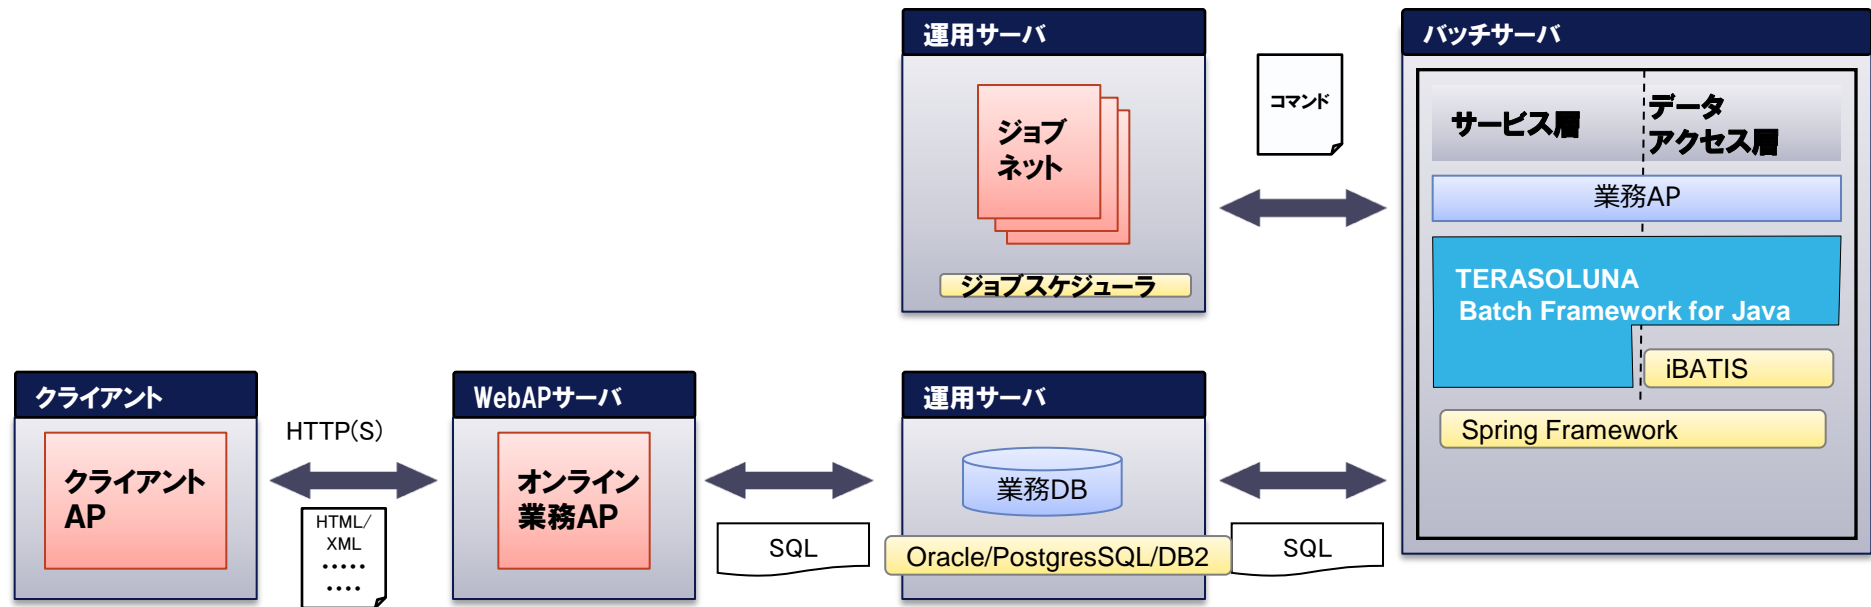 運用サーバ
ジョブ
ネット
ジョブスケジューラ
コマンド
バッチサーバ
サービス層
データ
アクセス層
業務AP
TERASOLUNA
Batch Framework for Java
iBATIS
Spring Framework
クライアント
クライアント
AP
HTTP(S)
HTML/
XML
•••••
••••
WebAPサーバ
オンライン
業務AP
SQL
運用サーバ
業務DB
Oracle/PostgresSQL/DB2
SQL